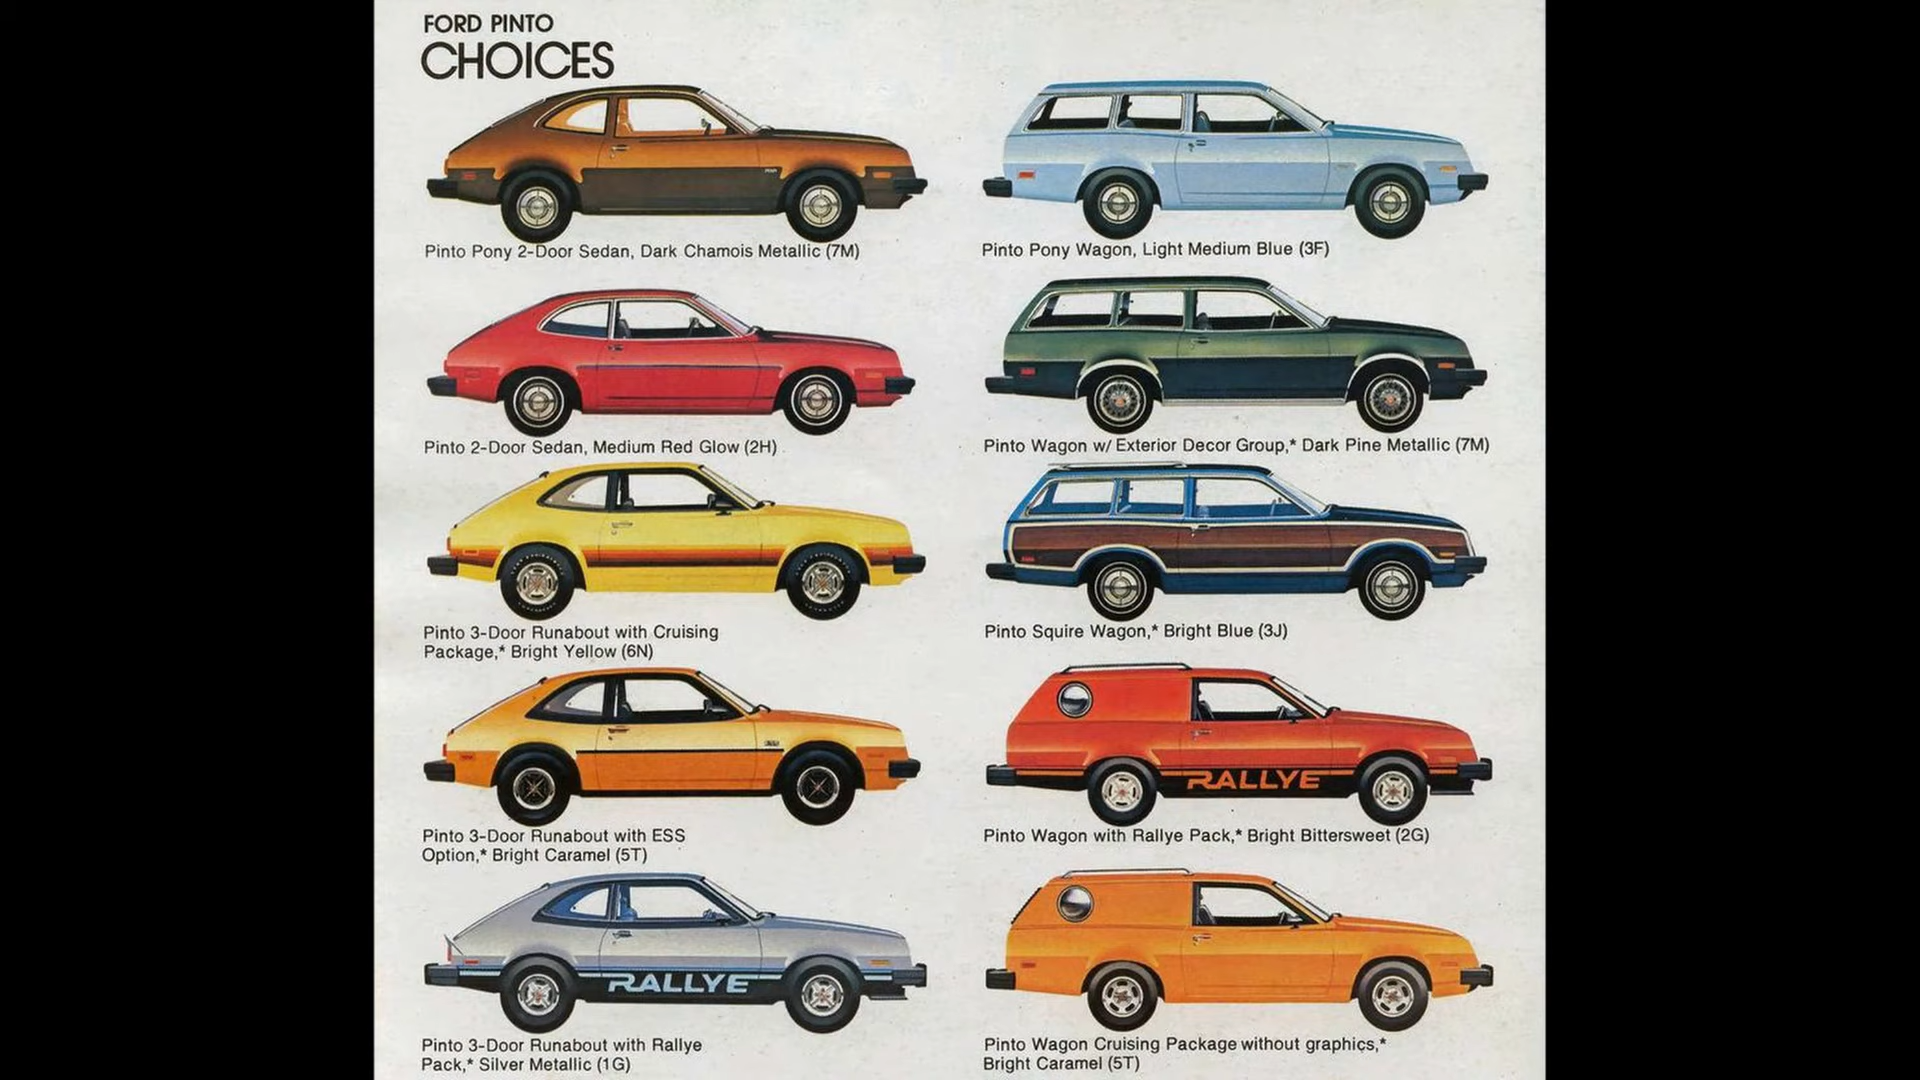 FORD PINTO
CHOICES
Pinto Pony 2-Door Sedan, Dark Chamois Metallic (7M)
Pinto 2-Door Sedan, Medium Red Glow (2H)
Pinto 3-Door Runabout with Cruising
Package,* Bright Yellow (6N)
Pinto 3-Door Runabout with ESS
Option,* Bright Caramel (5T)
RALLYE
Pinto 3-Door Runabout with Rallye
Pack,* Silver Metallic (1G)
Pinto Pony Wagon, Light Medium Blue (3F)
Pinto Wagon w/ Exterior Decor Group,* Dark Pine Metallic (7M)
Pinto Squire Wagon,* Bright Blue (3J)
RALLYE
Pinto Wagon with Rallye Pack,* Bright Bittersweet (2G)
Pinto Wagon Cruising Package without graphics,*
Bright Caramel (5T)